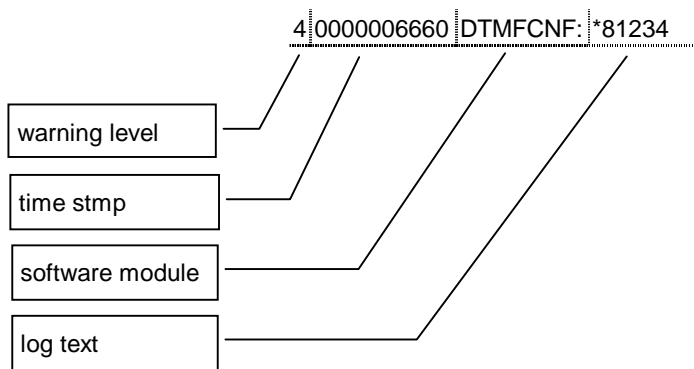 4 0000006660 DTMFCNF: *81234
warning level
time stmp
software module
log text